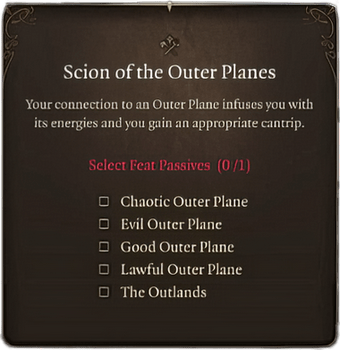 Scion of the Outer Planes
Your connection to an Outer Plane infuses you with
its energies and you gain an appropriate cantrip.
Select Feat Passives (0/1)
Chaotic Outer Plane
Evil Outer Plane
Good Outer Plane
Lawful Outer Plane
The Outlands